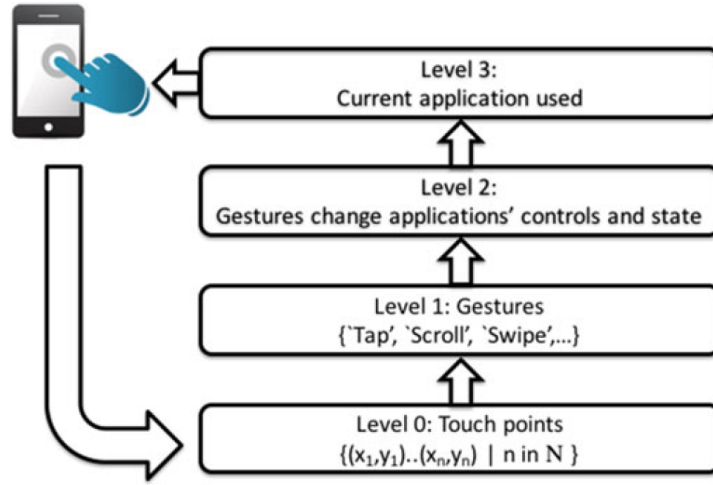 Level 3:
Current application used
Level 2:
Gestures change applications' controls and state
Level 1: Gestures
{`Tap', `Scroll', `Swipe',...}
Level 0: Touch points
{(x₁,y₁)..(xₙ,yₙ) | n in N }